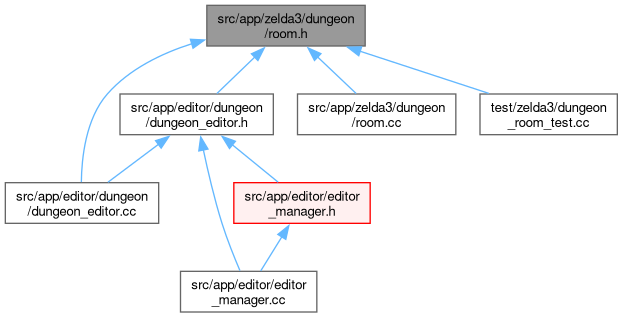 src/app/zelda3/dungeon
/room.h
src/app/editor/dungeon
/dungeon_editor.h
src/app/zelda3/dungeon
/room.cc
test/zelda3/dungeon
_room_test.cc
src/app/editor/dungeon
/dungeon_editor.cc
src/app/editor/editor
_manager.h
src/app/editor/editor
_manager.cc